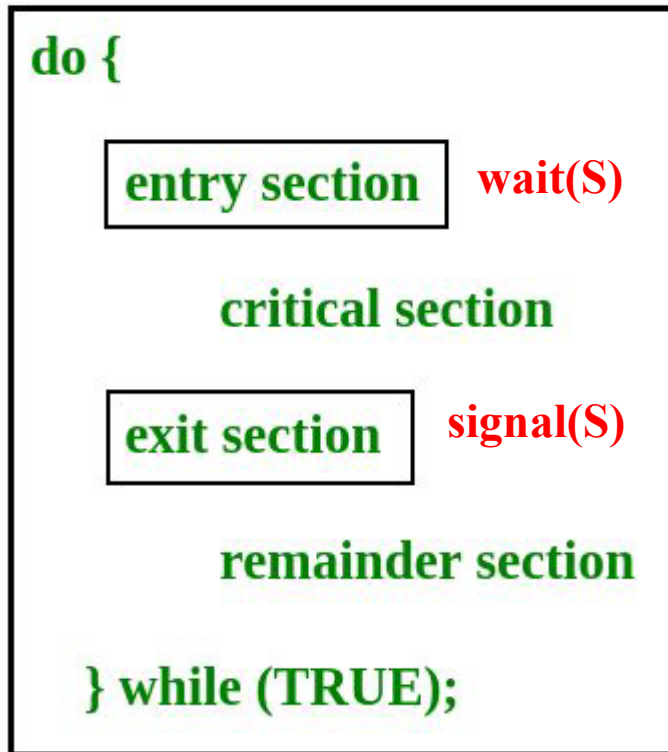 do {
entry section wait(S)
critical section
exit section signal(S)
remainder section
} while (TRUE);